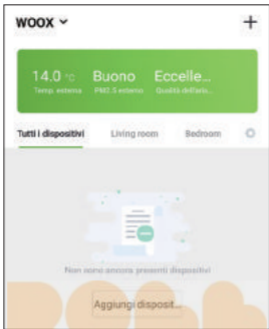 WOOX
14.0 °C Buono Eccelle...
Temp. esterna PM2.5 esterno Qualità dell'aria...
Tutti i dispositivi Living room Bedroom
Non sono ancora presenti dispositivi
Aggiungi disposit...